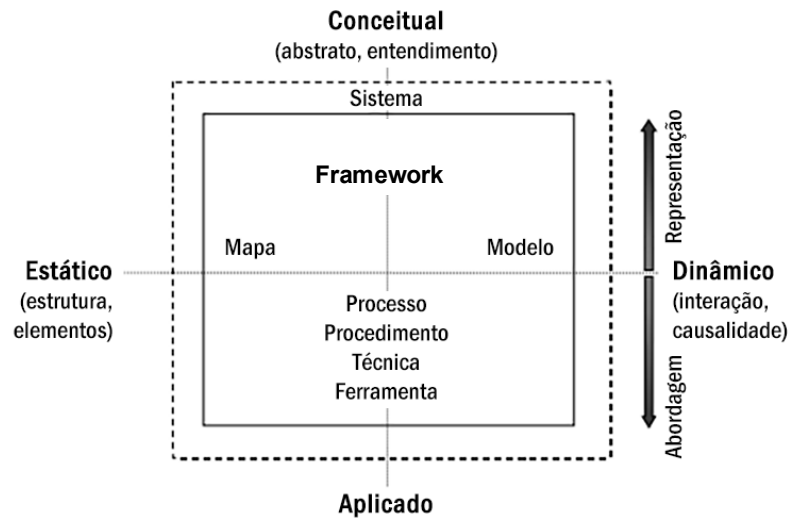 Conceitual
(abstrato, entendimento)
Sistema
Framework
Representação
Mapa
Modelo
Estático
(estrutura,
elementos)
Dinâmico
(interação,
causalidade)
Processo
Procedimento
Técnica
Ferramenta
Abordagem
Aplicado